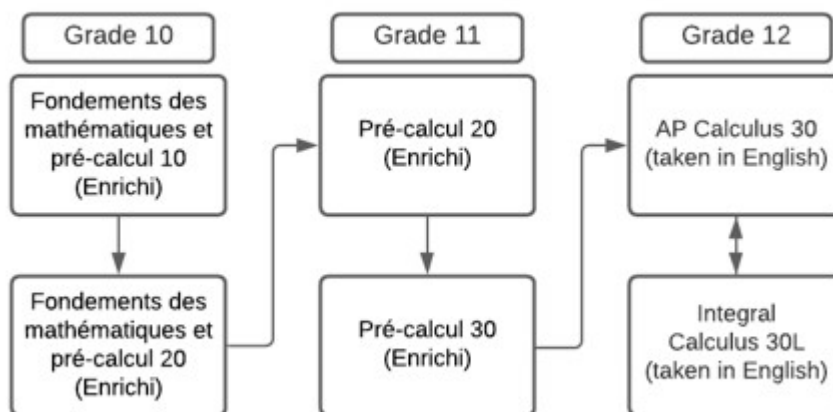 Grade 10
Grade 11
Grade 12
Fondements des
mathématiques et
pré-calcul 10
(Enrichi)
Pré-calcul 20
(Enrichi)
AP Calculus 30
(taken in English)
Fondements des
mathématiques et
pré-calcul 20
(Enrichi)
Pré-calcul 30
(Enrichi)
Integral
Calculus 30L
(taken in English)